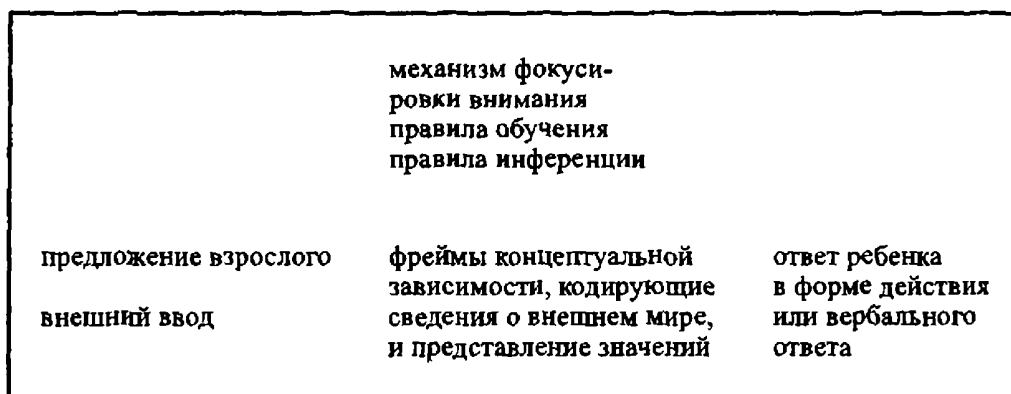 механизм фокуси-
ровки внимания
правила обучения
правила инференции
предложение взрослого
внешний ввод
фреймы концептуальной
зависимости, кодирующие
сведения о внешнем мире,
и представление значений
ответ ребенка
в форме действия
или вербального
ответа